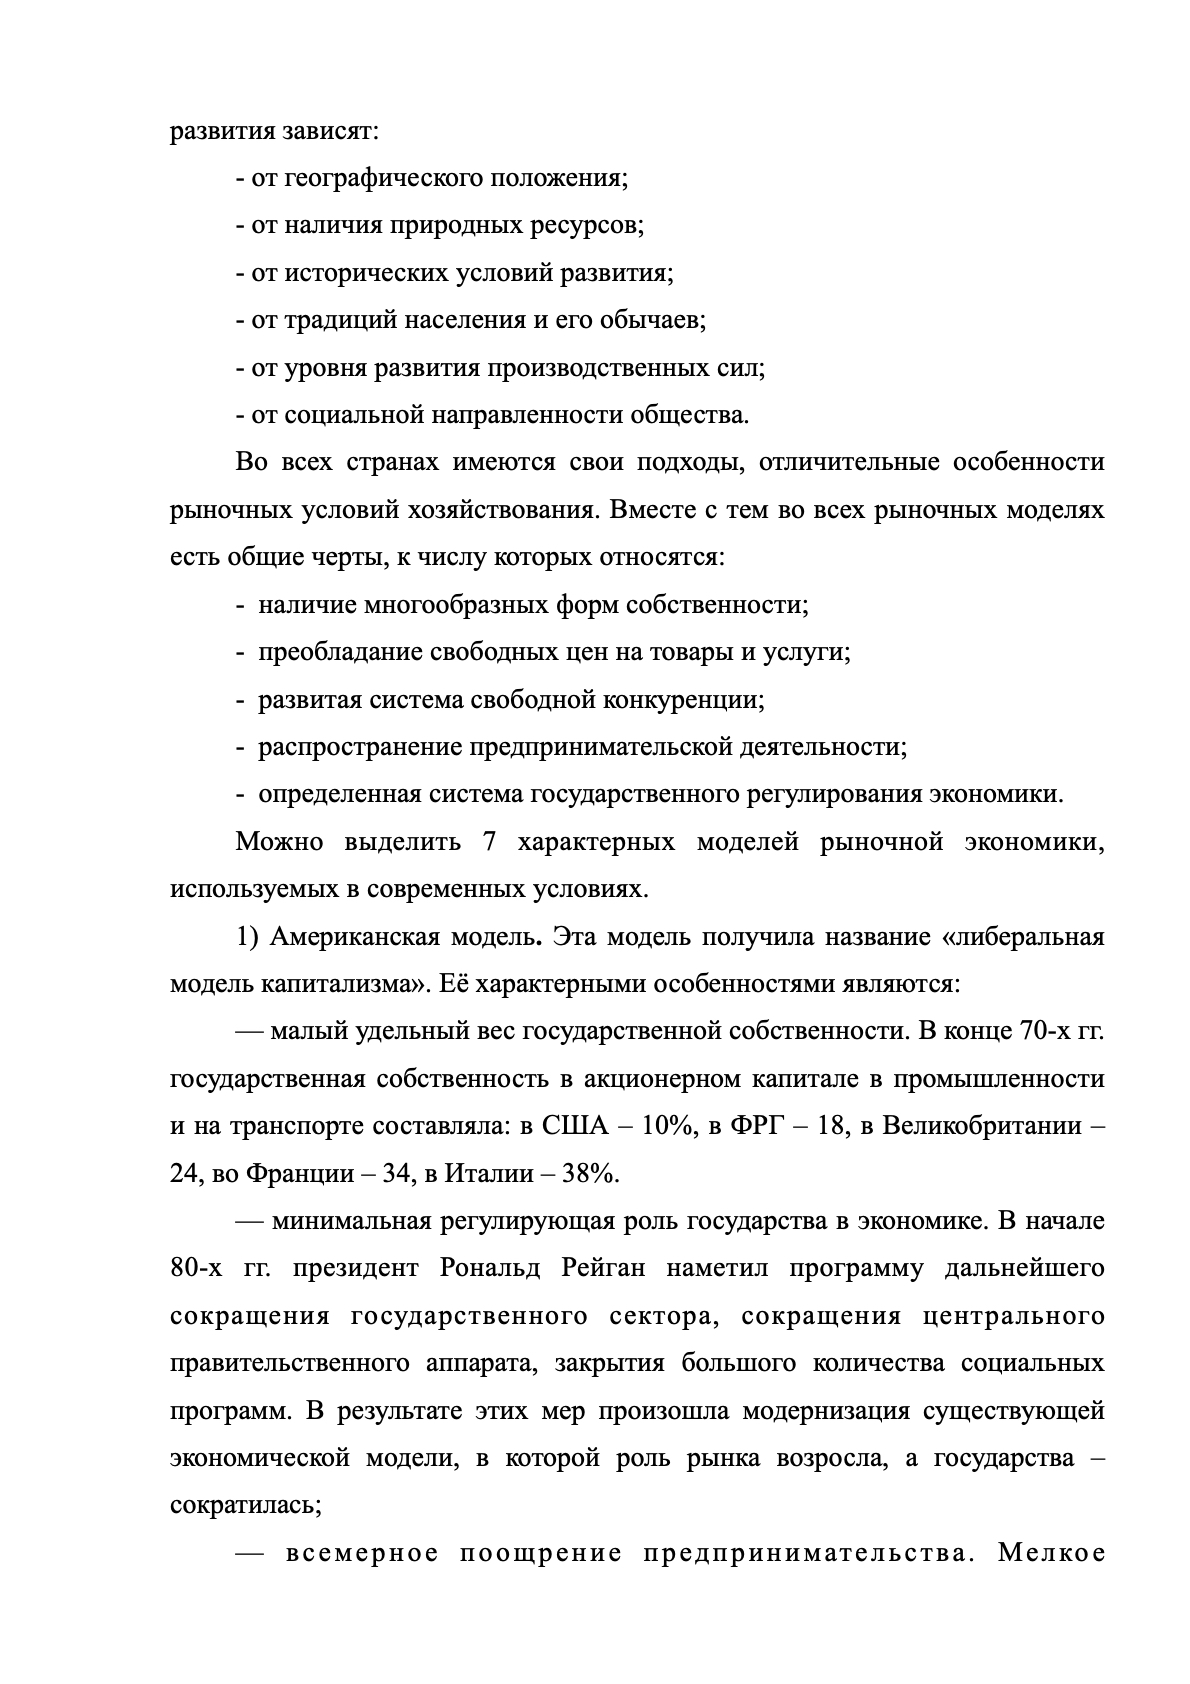 развития зависят:
- от географического положения;
- от наличия природных ресурсов;
- от исторических условий развития;
- от традиций населения и его обычаев;
- от уровня развития производственных сил;
- от социальной направленности общества.
Во всех странах имеются свои подходы, отличительные особенности
рыночных условий хозяйствования. Вместе с тем во всех рыночных моделях
есть общие черты, к числу которых относятся:
- наличие многообразных форм собственности;
- преобладание свободных цен на товары и услуги;
- развитая система свободной конкуренции;
- распространение предпринимательской деятельности;
- определенная система государственного регулирования экономики.
Можно выделить 7 характерных моделей рыночной экономики,
используемых в современных условиях.
1) Американская модель. Эта модель получила название «либеральная
модель капитализма». Её характерными особенностями являются:
— малый удельный вес государственной собственности. В конце 70-х гг.
государственная собственность в акционерном капитале в промышленности
и на транспорте составляла: в США – 10%, в ФРГ – 18, в Великобритании –
24, во Франции – 34, в Италии – 38%.
— минимальная регулирующая роль государства в экономике. В начале
80-х гг. президент Рональд Рейган наметил программу дальнейшего
сокращения государственного сектора, сокращения центрального
правительственного аппарата, закрытия большого количества социальных
программ. В результате этих мер произошла модернизация существующей
экономической модели, в которой роль рынка возросла, а государства –
сократилась;
— всемерное поощрение предпринимательства. Мелкое